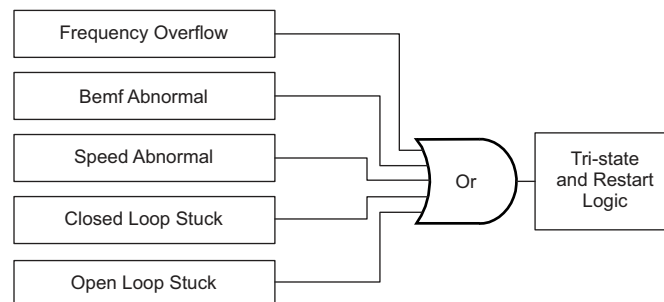 Frequency Overflow
Bemf Abnormal
Speed Abnormal
Closed Loop Stuck
Open Loop Stuck
Or
Tri-state
and Restart
Logic